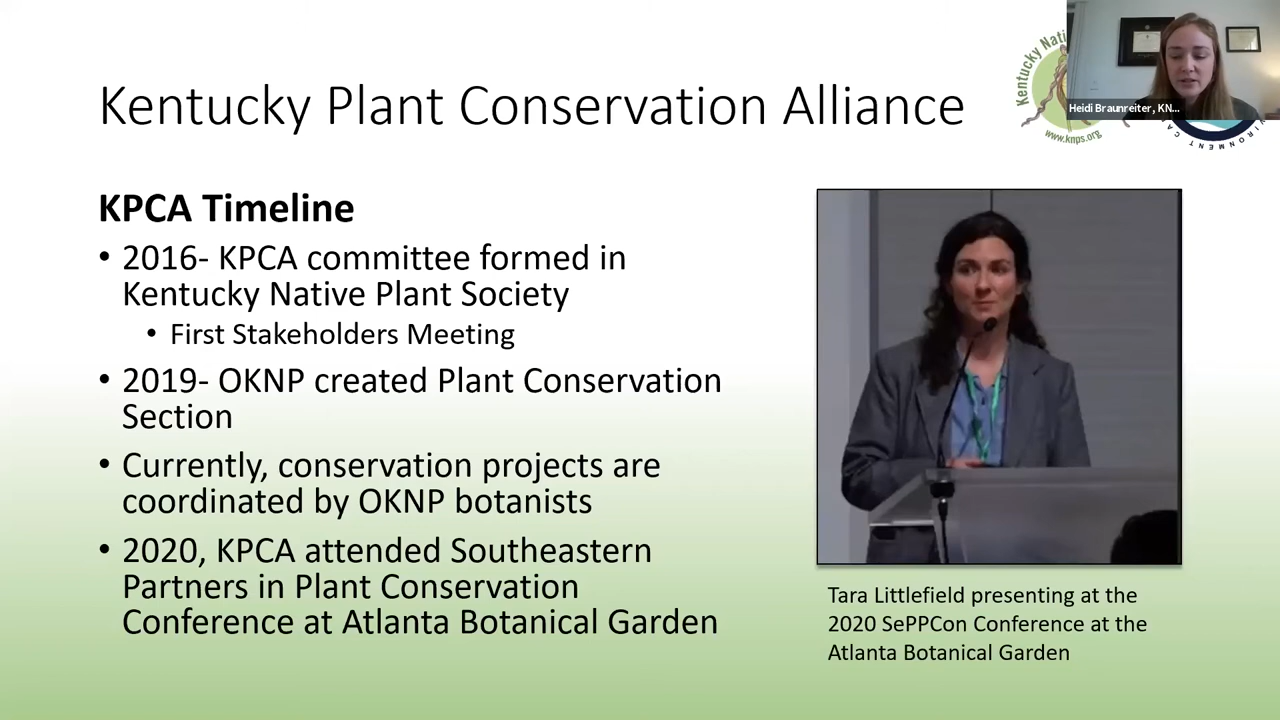 Kentucky Plant Conservation Alliance
Kentucky Nati
www.knps.org
Heidi Braunreiter, KN...
KPCA Timeline
• 2016- KPCA committee formed in
Kentucky Native Plant Society
• First Stakeholders Meeting
• 2019- OKNP created Plant Conservation
Section
• Currently, conservation projects are
coordinated by OKNP botanists
• 2020, KPCA attended Southeastern
Partners in Plant Conservation
Conference at Atlanta Botanical Garden
Tara Littlefield presenting at the
2020 SePPCon Conference at the
Atlanta Botanical Garden